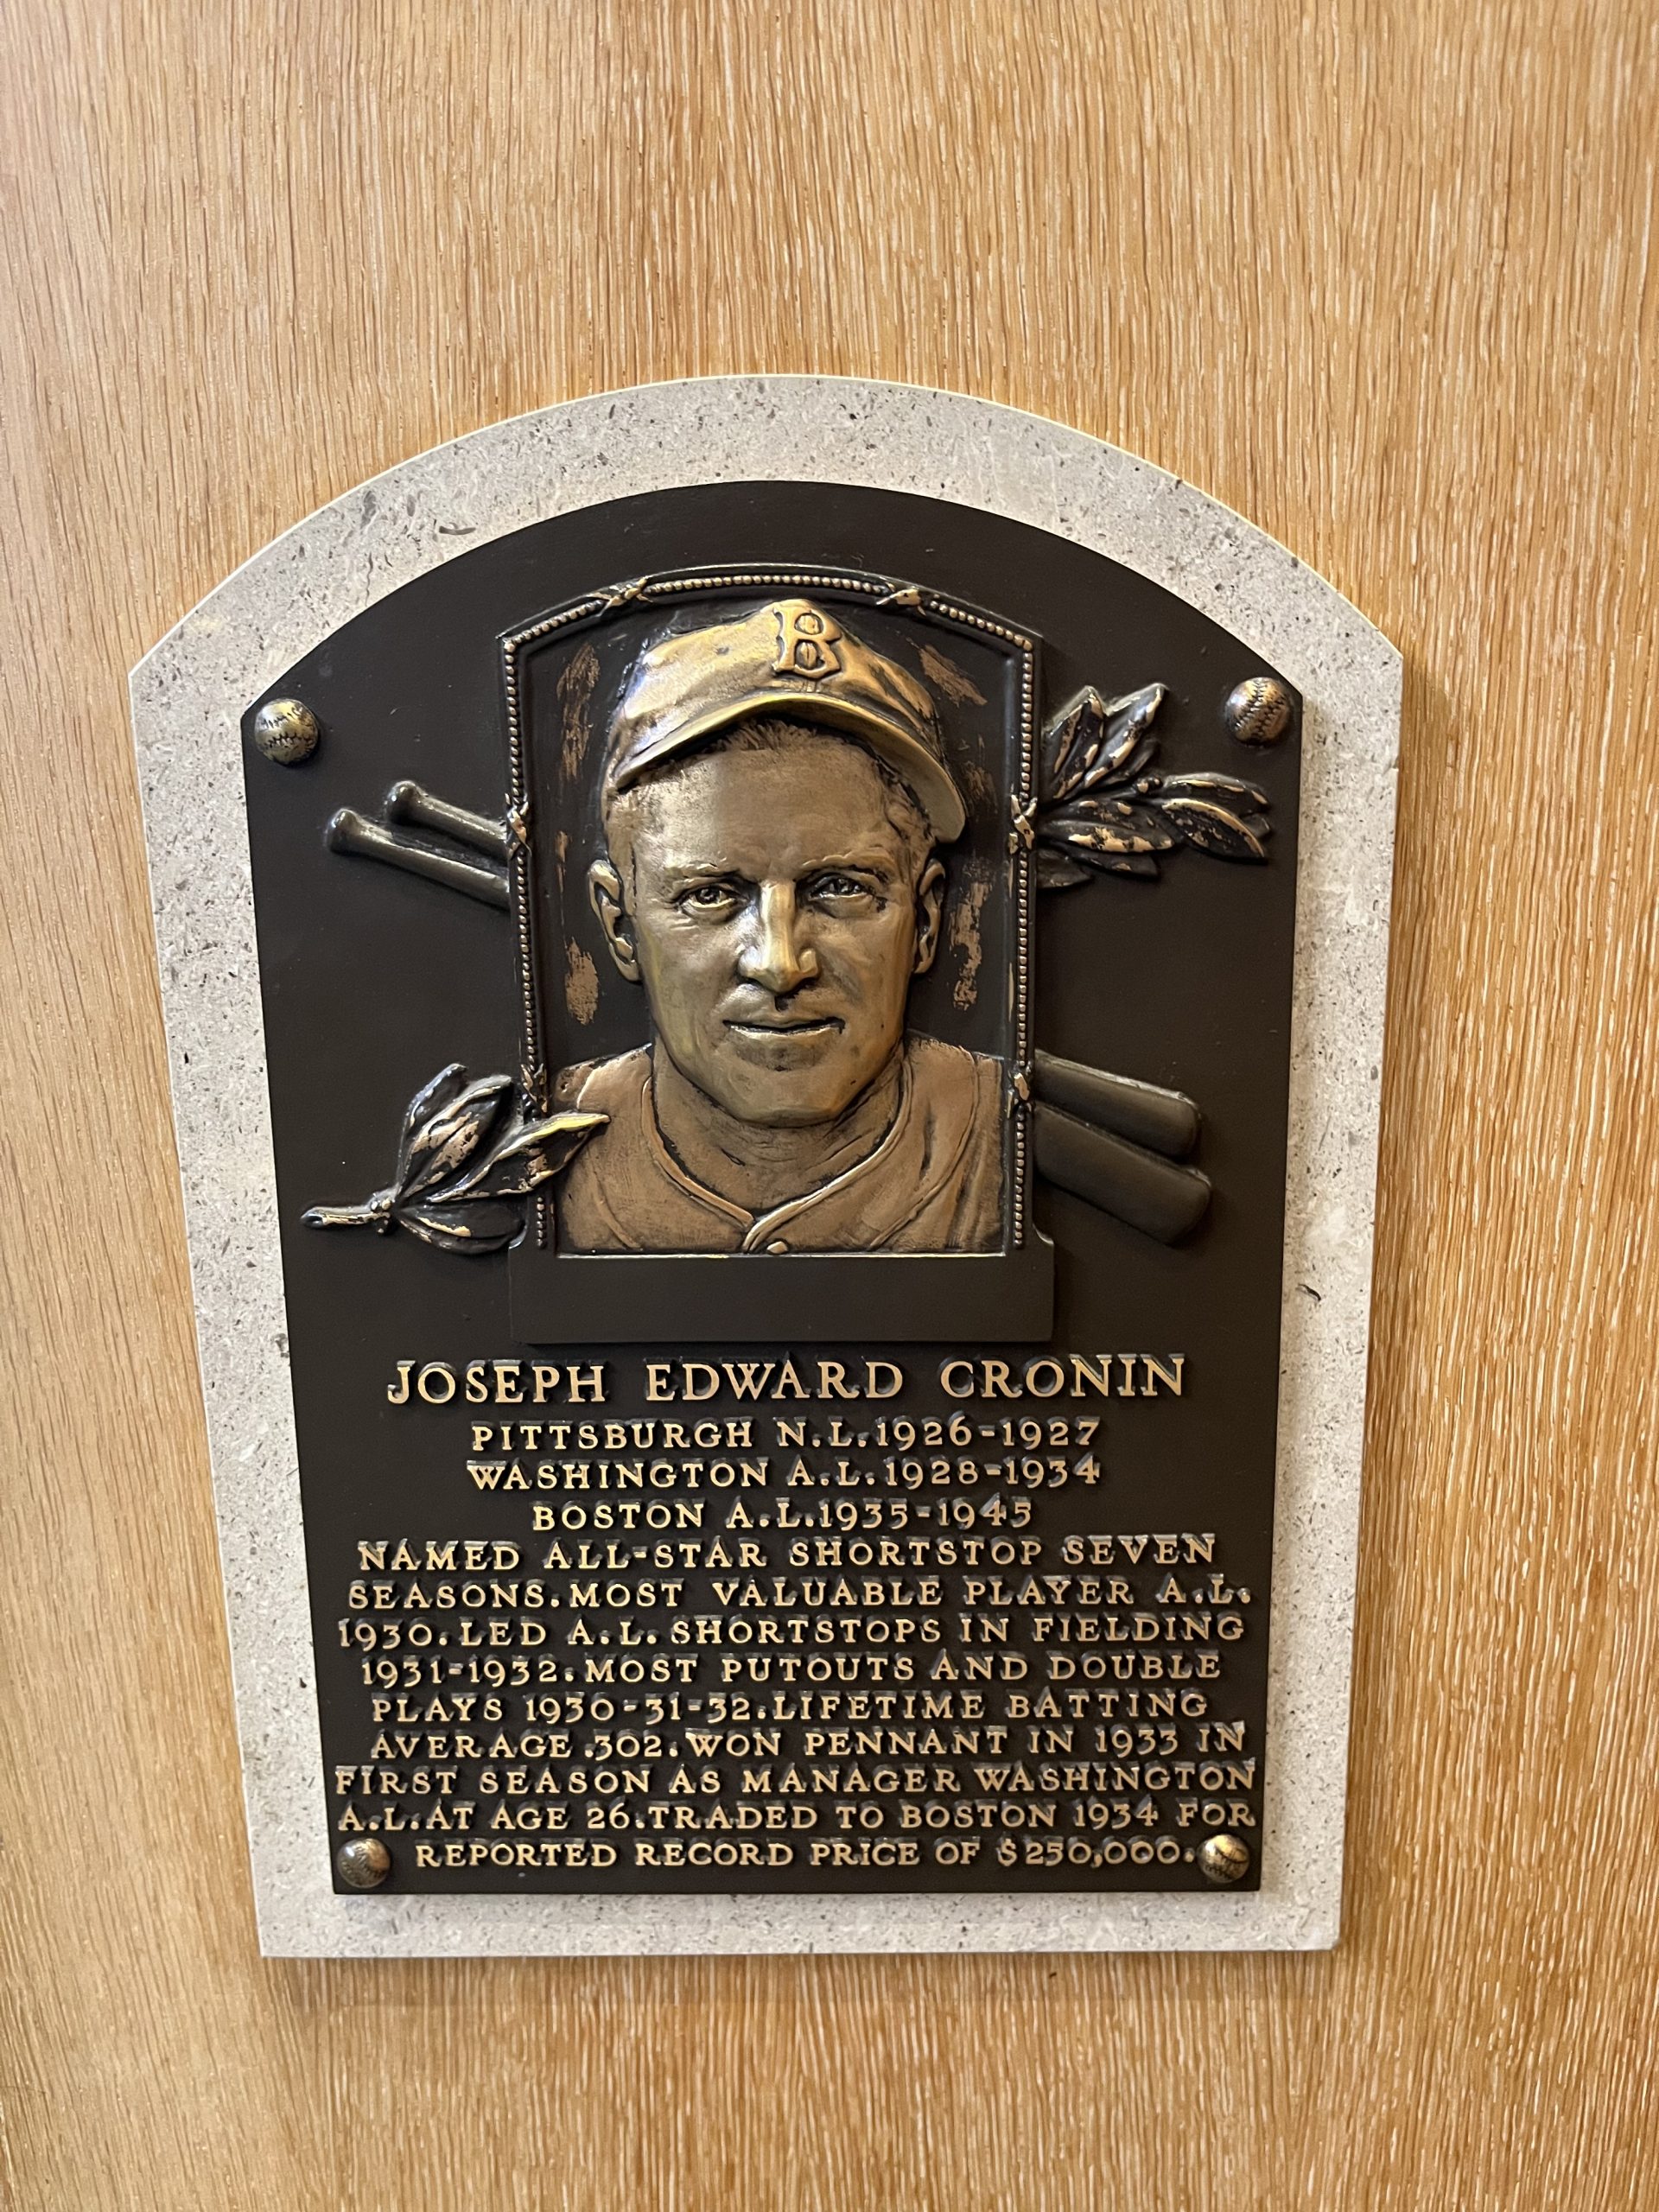 B
JOSEPH EDWARD CRONIN
PITTSBURGH N.L. 1926-1927
WASHINGTON A.L. 1928-1934
BOSTON A.L. 1935-1945
NAMED ALL-STAR SHORTSTOP SEVEN
SEASONS. MOST VALUABLE PLAYER A.L.
1930. LED A.L. SHORTSTOPS IN FIELDING
1931-1932. MOST PUTOUTS AND DOUBLE
PLAYS 1930-31-32. LIFETIME BATTING
AVERAGE .302. WON PENNANT IN 1933 IN
FIRST SEASON AS MANAGER WASHINGTON
A.L. AT AGE 26. TRADED TO BOSTON 1934 FOR
REPORTED RECORD PRICE OF $250,000.